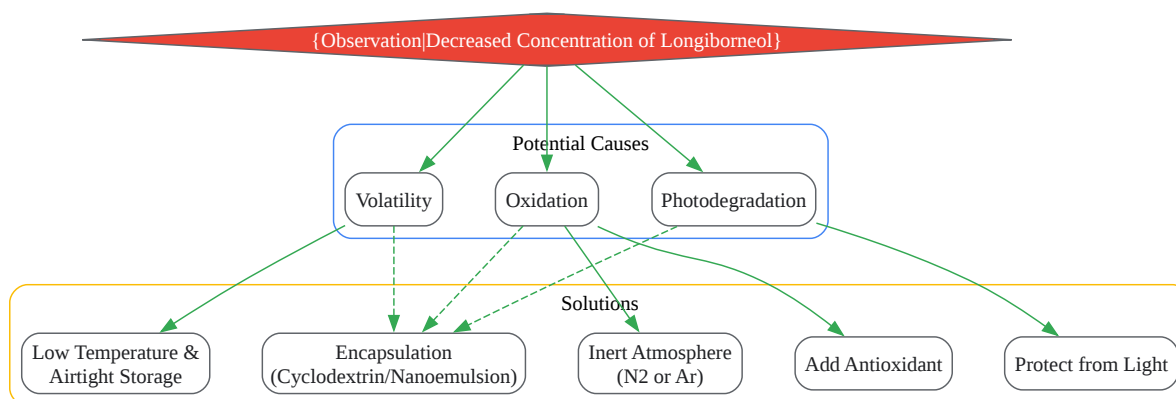 {Observation|Decreased Concentration of Longiborneol}
Potential Causes
Volatility
Oxidation
Photodegradation
Solutions
Low Temperature &
Airtight Storage
Encapsulation
(Cyclodextrin/Nanoemulsion)
Inert Atmosphere
(N2 or Ar)
Add Antioxidant
Protect from Light